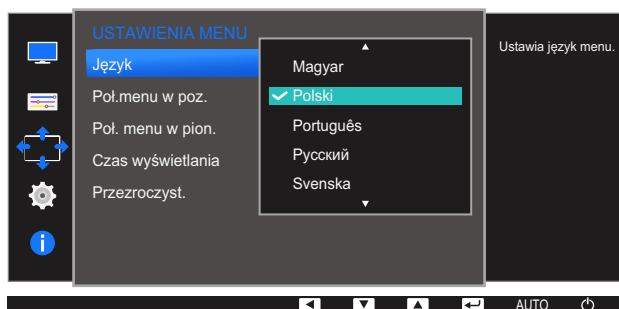 USTAWIENIA MENU
Język
Poł.menu w poz.
Poł. menu w pion.
Czas wyświetlania
Przezroczyst.
Magyar
Polski
Português
Русский
Svenska
Ustawia język menu.
AUTO